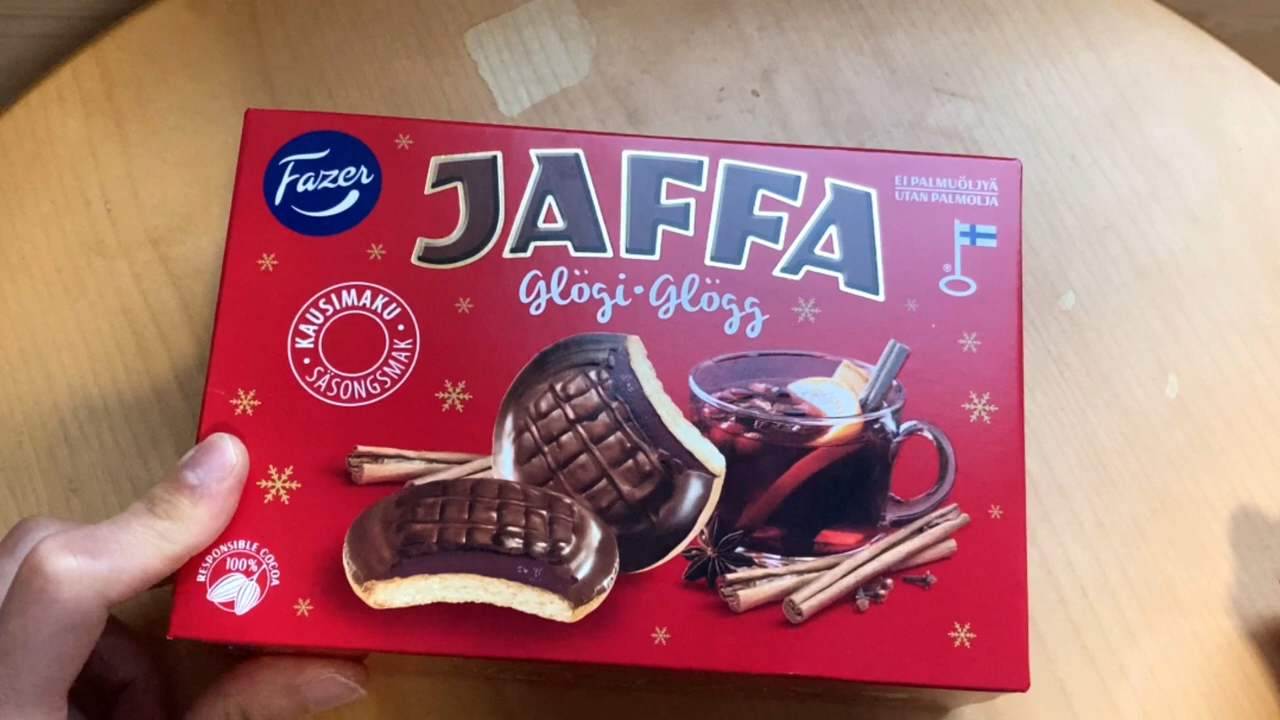 Fazer
JAFFA
Glögi • Glögg
EI PALMUÖLJYÄ
UTAN PALMOLJA
®
KAUSIMAKU •
SÄSONGSMAK •
RESPONSIBLE COCOA
100%